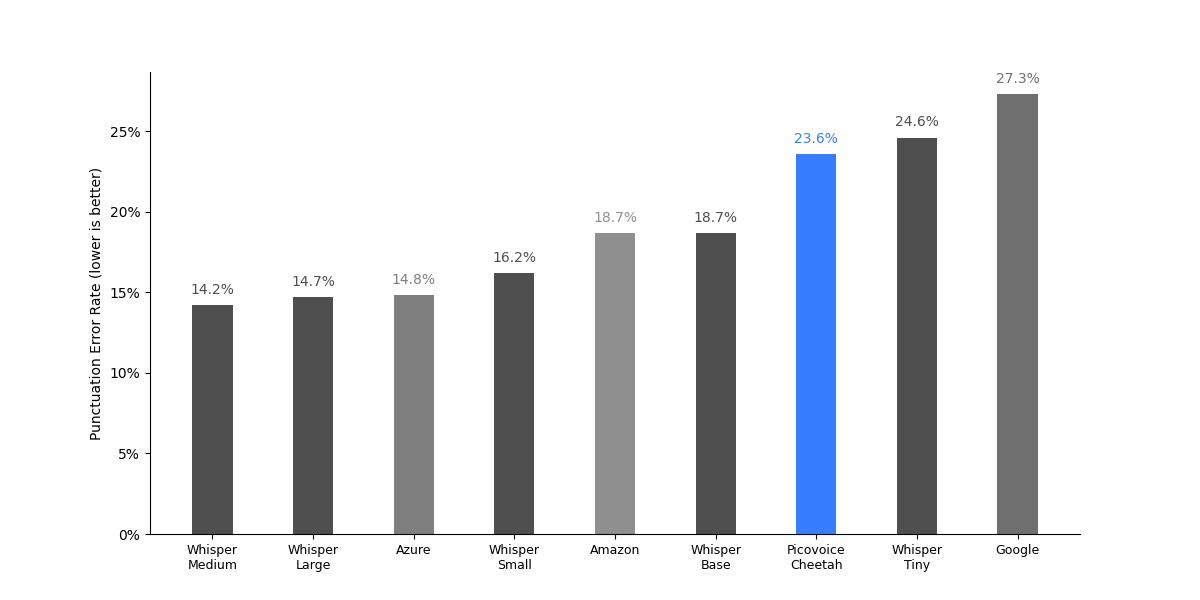 Punctuation Error Rate (lower is better)
25%
20%
15%
10%
5%
0%
14.2%
14.7%
14.8%
16.2%
18.7%
18.7%
23.6%
24.6%
27.3%
Whisper
Medium
Whisper
Large
Azure
Whisper
Small
Amazon
Whisper
Base
Picovoice
Cheetah
Whisper
Tiny
Google